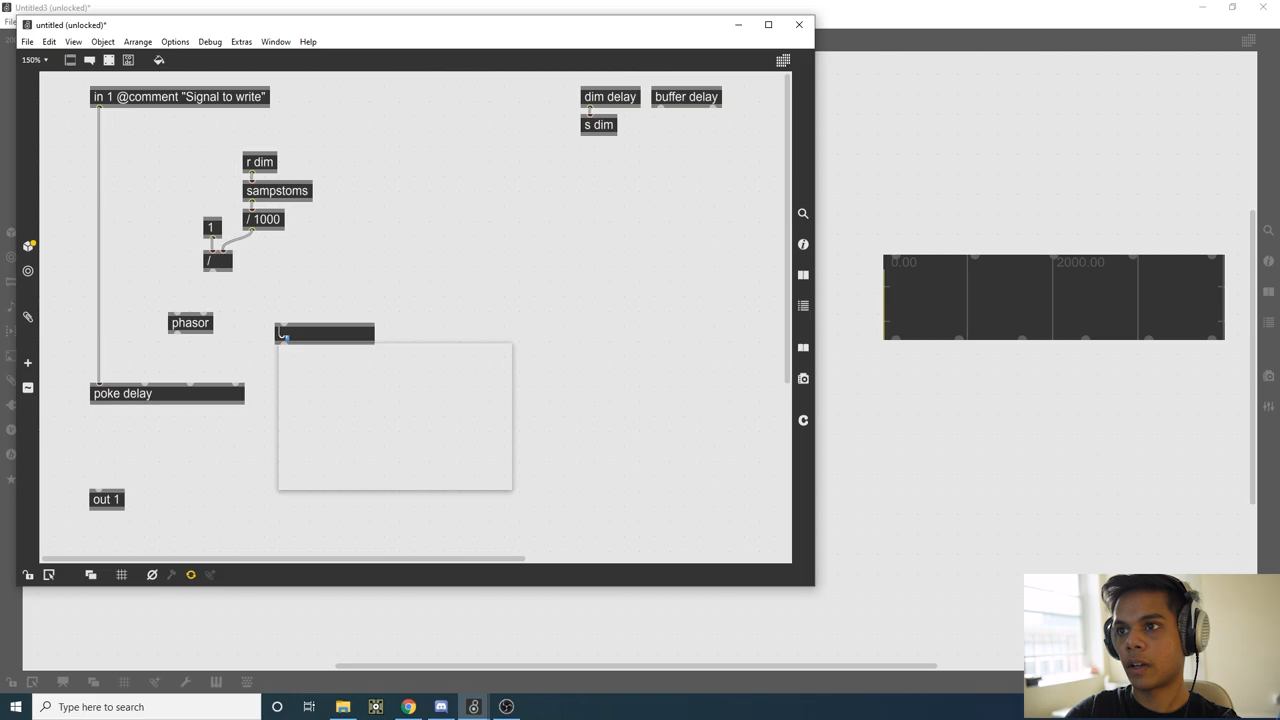 Untitled3 (unlocked)*
untitled (unlocked)*
File Edit View Object Arrange Options Debug Extras Window Help
150%
in 1 @comment "Signal to write"
dim delay
buffer delay
s dim
r dim
sampstoms
1
/ 1000
/
phasor
poke delay
out 1
0.00
2000.00
Type here to search